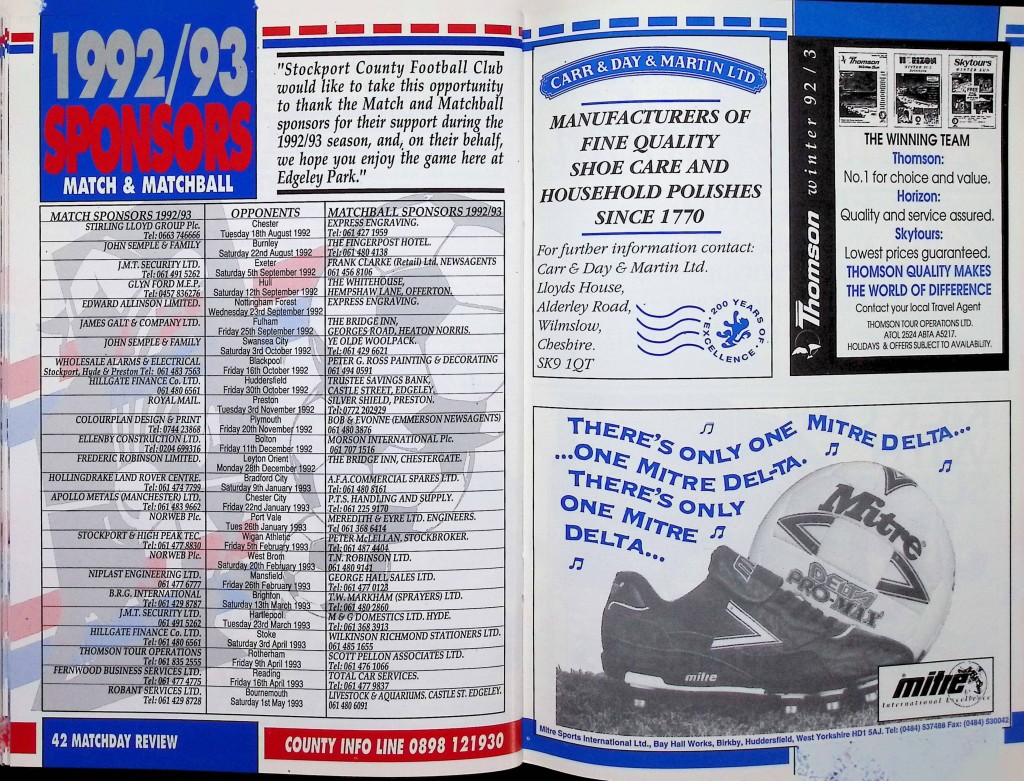 1992/93
SPONSORS
MATCH & MATCHBALL
"Stockport County Football Club
would like to take this opportunity
to thank the Match and Matchball
sponsors for their support during the
1992/93 season, and, on their behalf,
we hope you enjoy the game here at
Edgeley Park."
MATCH SPONSORS 1992/93 OPPONENTS MATCHBALL SPONSORS 1992/93
STIRLING LLOYD GROUP Plc. Chester EXPRESS ENGRAVING.
Tel: 0663 746666 Tuesday 18th August 1992 Tel: 061 427 1959
JOHN SEMPLE & FAMILY Burnley THE FINGERPOST HOTEL.
Saturday 22nd August 1992 Tel: 061 480 4138
J.M.T. SECURITY LTD. Exeter FRANK CLARKE (Retail) Ltd. NEWSAGENTS
Tel: 061 491 5262 Saturday 5th September 1992 061 456 8106
GLYN FORD M.E.P. Hull THE WHITEHOUSE,
Tel: 0457 836276 Saturday 12th September 1992 HEMPSHAW LANE, OFFERTON.
EDWARD ALLINSON LIMITED. Nottingham Forest EXPRESS ENGRAVING.
Wednesday 23rd September 1992
JAMES GALT & COMPANY LTD. Fulham THE BRIDGE INN,
Friday 25th September 1992 GEORGES ROAD, HEATON NORRIS.
JOHN SEMPLE & FAMILY Swansea City YE OLDE WOOLPACK.
Saturday 3rd October 1992 Tel: 061 429 6621
WHOLESALE ALARMS & ELECTRICAL Blackpool PETER G. ROSS PAINTING & DECORATING
Stockport, Hyde & Preston Tel: 061 483 7563 Friday 16th October 1992 061 494 0591
HILLGATE FINANCE Co. LTD. Huddersfield TRUSTEE SAVINGS BANK,
061 480 6561 Friday 30th October 1992 CASTLE STREET, EDGELEY.
ROYAL MAIL. Preston SILVER SHIELD, PRESTON.
Tuesday 3rd November 1992 Tel: 0772 202929
COLOURPLAN DESIGN & PRINT Plymouth BOB & EVONNE (EMMERSON NEWSAGENTS)
Tel: 0744 23868 Friday 20th November 1992 061 480 3876
ELLENBY CONSTRUCTION LTD. Bolton MORSON INTERNATIONAL Plc.
Tel: 0204 699316 Friday 11th December 1992 061 707 1516
FREDERIC ROBINSON LIMITED. Leyton Orient THE BRIDGE INN, CHESTERGATE.
Monday 28th December 1992
HOLLINGDRAKE LAND ROVER CENTRE. Bradford City A.F.A.COMMERCIAL SPARES LTD.
Tel: 061 474 7799 Saturday 9th January 1993 Tel: 061 480 8161
APOLLO METALS (MANCHESTER) LTD, Chester City P.T.S. HANDLING AND SUPPLY.
Tel: 061 483 9662 Friday 22nd January 1993 Tel: 061 225 9170
NORWEB Plc. Port Vale MEREDITH & EYRE LTD. ENGINEERS.
Tues 26th January 1993 Tel 061 368 6414
STOCKPORT & HIGH PEAK TEC. Wigan Athletic PETER McLELLAN, STOCKBROKER.
Tel: 061 477 8830 Friday 5th February 1993 Tel: 061 487 4404
NORWEB Plc. West Brom T.N. ROBINSON LTD.
Saturday 20th February 1993 061 480 9141
NIPLAST ENGINEERING LTD. Mansfield GEORGE HALL SALES LTD.
061 477 6777 Friday 26th February 1993 Tel: 061 477 0128
B.R.G. INTERNATIONAL Brighton T.W. MARKHAM (SPRAYERS) LTD.
Tel: 061 429 8787 Saturday 13th March 1993 Tel: 061 480 2860
J.M.T. SECURITY LTD. Hartlepool M & G DOMESTICS LTD. HYDE.
061 491 5262 Tuesday 23rd March 1993 Tel: 061 368 3913
HILLGATE FINANCE Co. LTD. Stoke WILKINSON RICHMOND STATIONERS LTD.
Tel: 061 480 6561 Saturday 3rd April 1993 061 485 1655
THOMSON TOUR OPERATIONS Rotherham SCOTT PELLON ASSOCIATES LTD.
Tel: 061 835 2555 Friday 9th April 1993 Tel: 061 476 1066
FERNWOOD BUSINESS SERVICES LTD. Reading TOTAL CAR SERVICES.
Tel: 061 477 4775 Friday 16th April 1993 Tel: 061 477 9837
ROBANT SERVICES LTD. Bournemouth LIVESTOCK & AQUARIUMS. CASTLE ST. EDGELEY.
Tel: 061 429 8728 Saturday 1st May 1993 061 480 6091
42 MATCHDAY REVIEW
COUNTY INFO LINE 0898 121930
CARR & DAY & MARTIN LTD
MANUFACTURERS OF
FINE QUALITY
SHOE CARE AND
HOUSEHOLD POLISHES
SINCE 1770
For further information contact:
Carr & Day & Martin Ltd.
Lloyds House,
Alderley Road,
Wilmslow,
Cheshire.
SK9 1QT
200 YEARS OF EXCELLENCE
Thomson winter 92/3
Thomson
HORIZON
Skytours
WINTER SUN
FREE
THE WINNING TEAM
Thomson:
No.1 for choice and value.
Horizon:
Quality and service assured.
Skytours:
Lowest prices guaranteed.
THOMSON QUALITY MAKES
THE WORLD OF DIFFERENCE
Contact your local Travel Agent
THOMSON TOUR OPERATIONS LTD.
ATOL 2524 ABTA A5217.
HOLIDAYS & OFFERS SUBJECT TO AVAILABILITY.
THERE'S ONLY ONE MITRE DELTA...
...ONE MITRE DEL-TA.
THERE'S ONLY
ONE MITRE
DELTA...
Mitre
DELTA
PRO-MAX
mitre
mitre
International Excellence
Mitre Sports International Ltd., Bay Hall Works, Birkby, Huddersfield, West Yorkshire HD1 5AJ. Tel: (0484) 537486 Fax: (0484) 530042